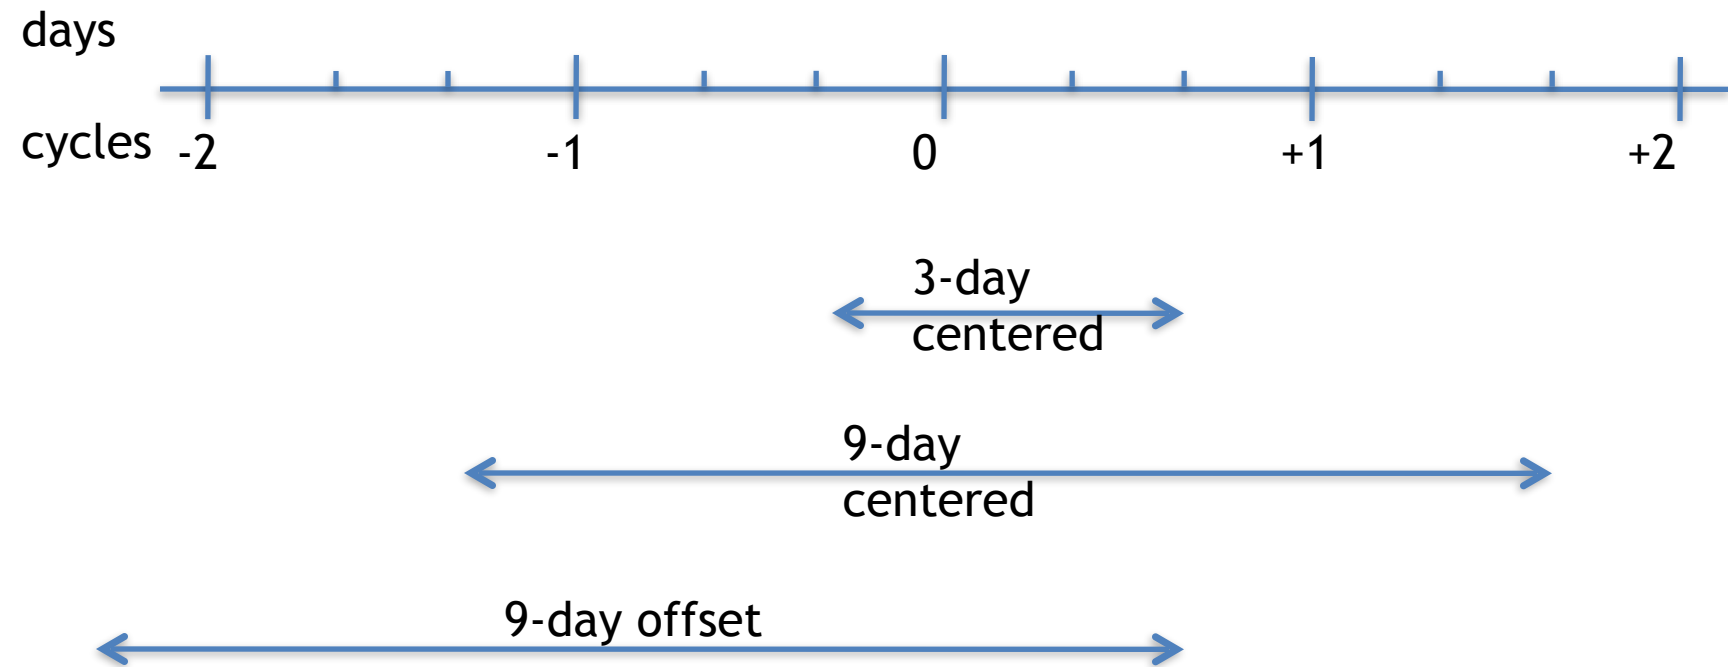 days
cycles -2 -1 0 +1 +2
3-day
centered
9-day
centered
9-day offset